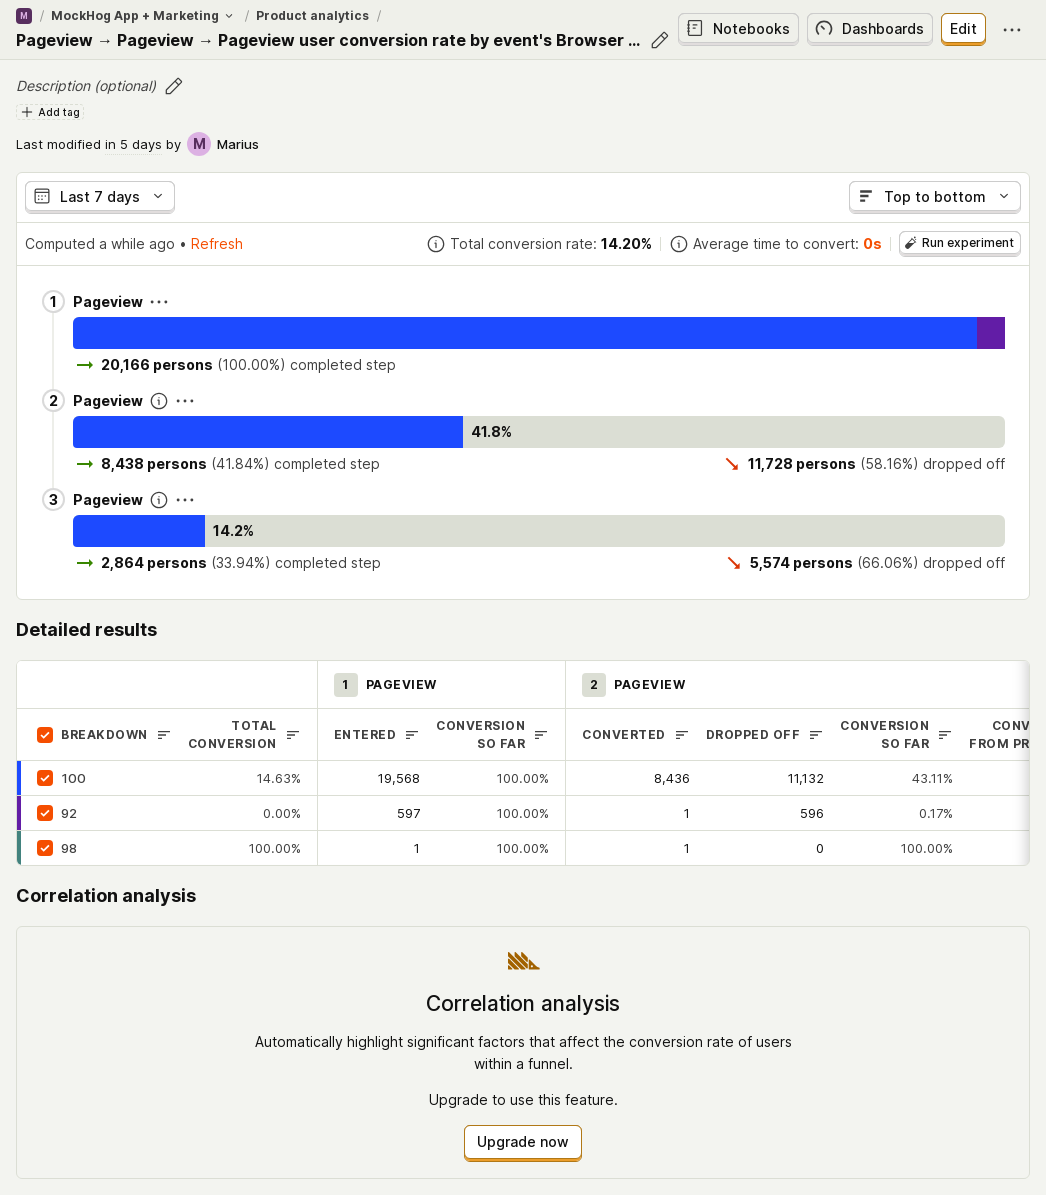 M / MockHog App + Marketing / Product analytics /
Pageview → Pageview → Pageview user conversion rate by event's Browser ...
Notebooks
Dashboards
Edit
Description (optional)
Add tag
Last modified in 5 days by M Marius
Last 7 days
Top to bottom
Computed a while ago • Refresh
Total conversion rate: 14.20%
Average time to convert: 0s
Run experiment
1 Pageview
20,166 persons (100.00%) completed step
2 Pageview
41.8%
8,438 persons (41.84%) completed step
11,728 persons (58.16%) dropped off
3 Pageview
14.2%
2,864 persons (33.94%) completed step
5,574 persons (66.06%) dropped off
Detailed results
1 PAGEVIEW
2 PAGEVIEW
BREAKDOWN
TOTAL
CONVERSION
ENTERED
CONVERSION
SO FAR
CONVERTED
DROPPED OFF
CONVERSION
SO FAR
CONV
FROM PR
100 14.63% 19,568 100.00% 8,436 11,132 43.11%
92 0.00% 597 100.00% 1 596 0.17%
98 100.00% 1 100.00% 1 0 100.00%
Correlation analysis
Correlation analysis
Automatically highlight significant factors that affect the conversion rate of users
within a funnel.
Upgrade to use this feature.
Upgrade now